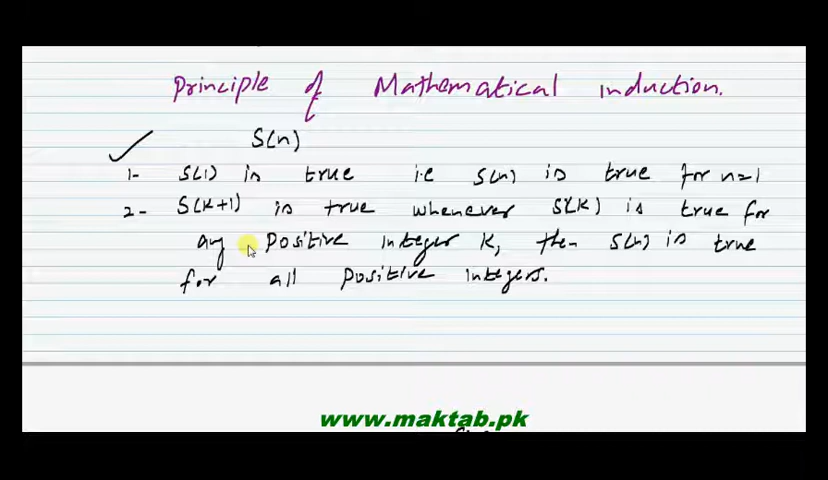 Principle of Mathematical induction.
S(n)
1- S(1) is true i.e S(n) is true for n=1
2- S(K+1) is true whenever S(K) is true for
any positive integer K, then S(n) is true
for all positive integers.
www.maktab.pk